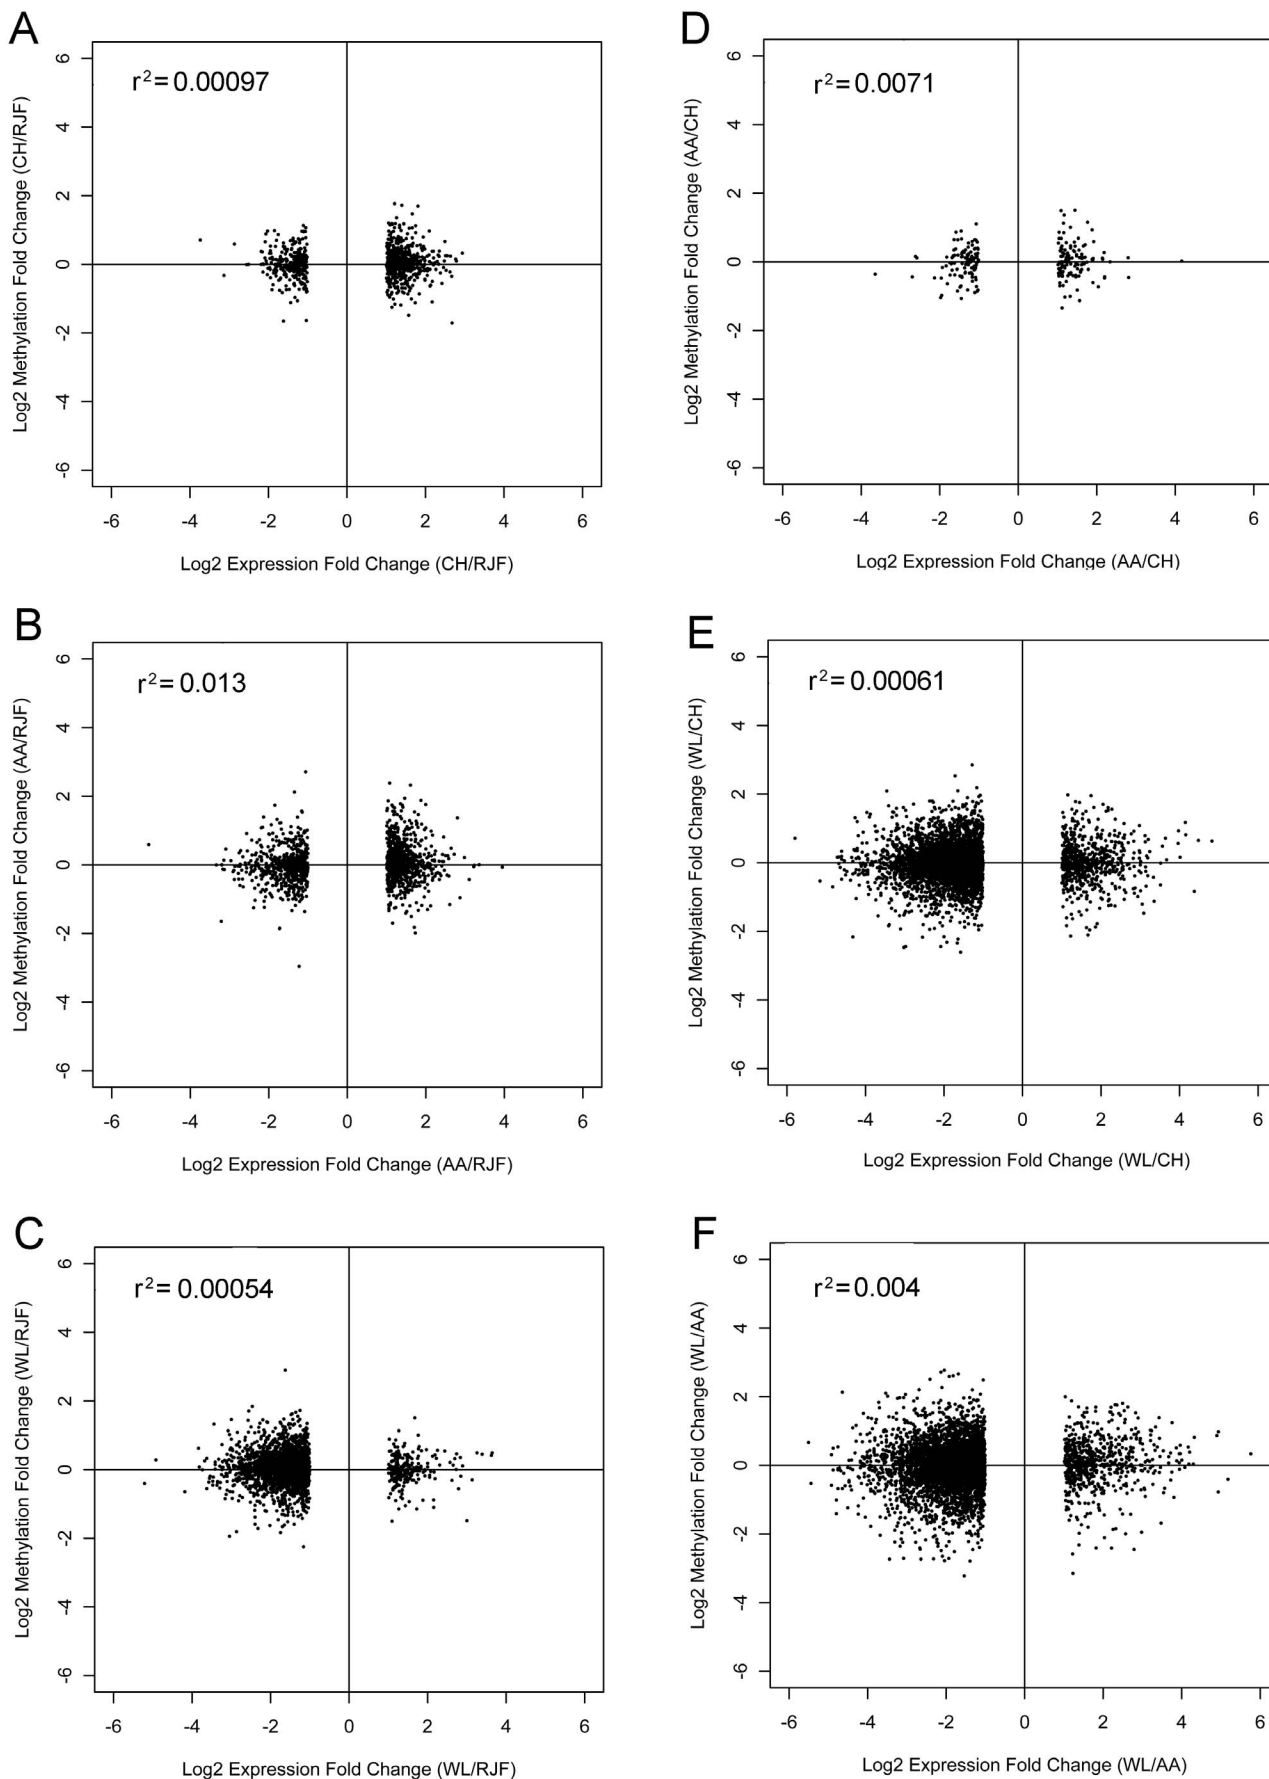 A
r²= 0.00097
Log2 Methylation Fold Change (CH/RJF)
6
4
2
0
-2
-4
-6
-6 -4 -2 0 2 4 6
Log2 Expression Fold Change (CH/RJF)
B
r²= 0.013
Log2 Methylation Fold Change (AA/RJF)
6
4
2
0
-2
-4
-6
-6 -4 -2 0 2 4 6
Log2 Expression Fold Change (AA/RJF)
C
r²= 0.00054
Log2 Methylation Fold Change (WL/RJF)
6
4
2
0
-2
-4
-6
-6 -4 -2 0 2 4 6
Log2 Expression Fold Change (WL/RJF)
D
r²= 0.0071
Log2 Methylation Fold Change (AA/CH)
6
4
2
0
-2
-4
-6
-6 -4 -2 0 2 4 6
Log2 Expression Fold Change (AA/CH)
E
r²= 0.00061
Log2 Methylation Fold Change (WL/CH)
6
4
2
0
-2
-4
-6
-6 -4 -2 0 2 4 6
Log2 Expression Fold Change (WL/CH)
F
r²= 0.004
Log2 Methylation Fold Change (WL/AA)
6
4
2
0
-2
-4
-6
-6 -4 -2 0 2 4 6
Log2 Expression Fold Change (WL/AA)